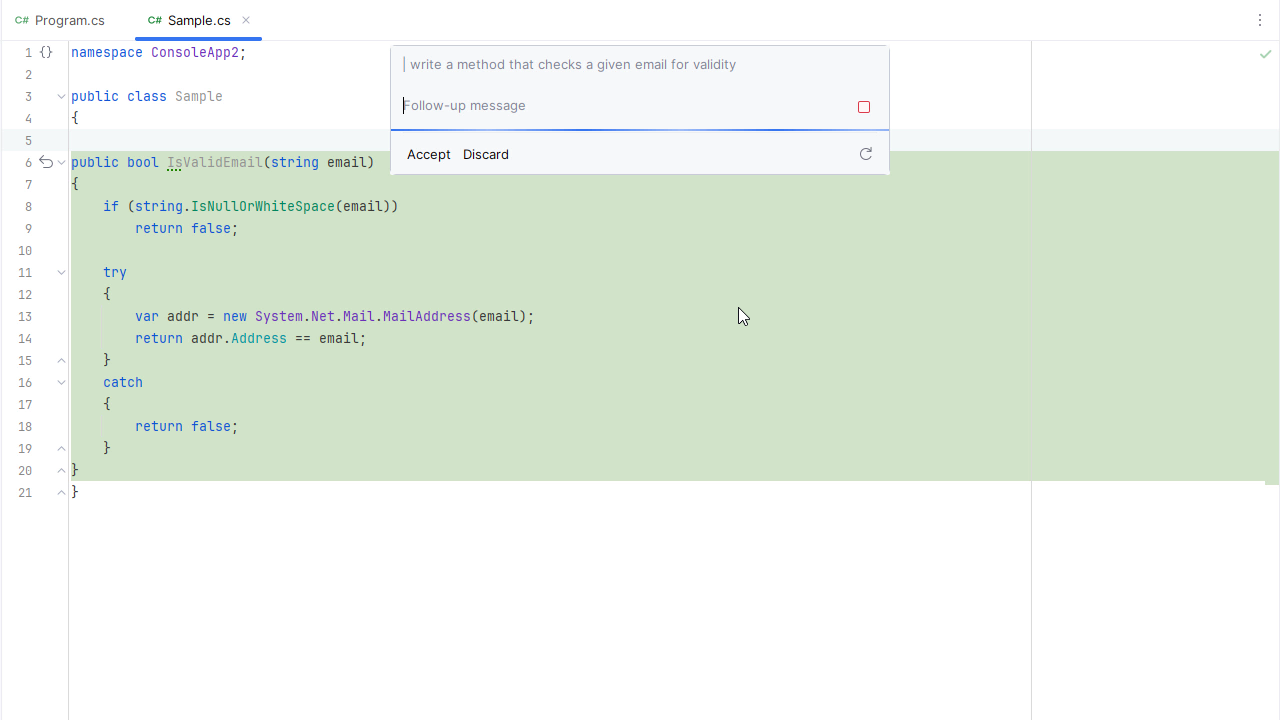 C# Program.cs
C# Sample.cs
1 {} namespace ConsoleApp2;
2
3 public class Sample
4 {
5
6 public bool IsValidEmail(string email)
7 {
8 if (string.IsNullOrWhiteSpace(email))
9 return false;
10
11 try
12 {
13 var addr = new System.Net.Mail.MailAddress(email);
14 return addr.Address == email;
15 }
16 catch
17 {
18 return false;
19 }
20 }
21 }
write a method that checks a given email for validity
Follow-up message
Accept Discard